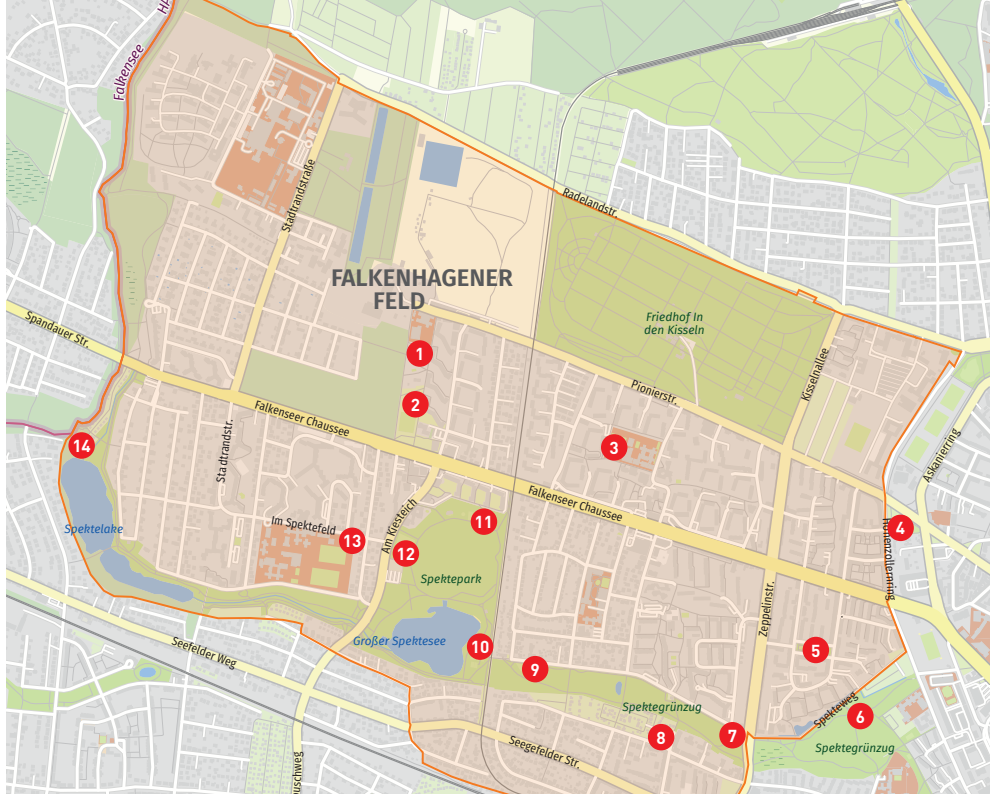 Falkensee
Stadtrandstraße
Radelandstr.
FALKENHAGENER
FELD
Friedhof In
den Kisseln
Spandauer Str.
Kisselnallee
1
Pionierstr.
2
Falkenseer Chaussee
Askanierring
14
Stadtrandstr.
3
Falkenseer Chaussee
Spektelake
Im Spektefeld
13
Am Kiesteich
11
12
4
Hohenzollernring
Spektepark
Zeppelinstr.
Großer Spektesee
10
5
Seefelder Weg
9
Spektegrünzug
Spekteweg
6
7
8
Spektegrünzug
Seegefelder Str.